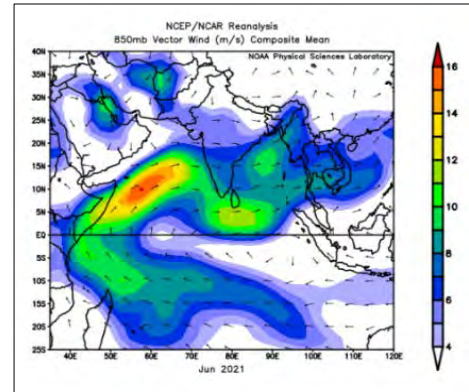 NCEP/NCAR Reanalysis
850mb Vector Wind (m/s) Composite Mean
NOAA Physical Sciences Laboratory
40N
35N
30N
25N
20N
15N
10N
5N
EQ
5S
10S
15S
20S
25S
40E 50E 60E 70E 80E 90E 100E 110E 120E
Jun 2021
16
14
12
10
8
6
4